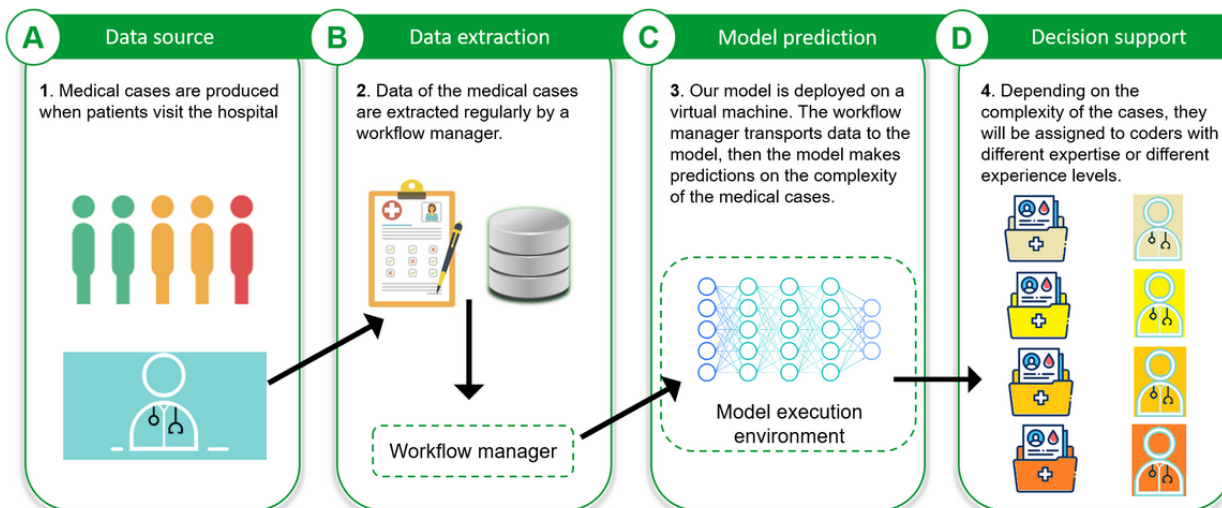 A
Data source
B
Data extraction
C
Model prediction
D
Decision support
1. Medical cases are produced
when patients visit the hospital
2. Data of the medical cases
are extracted regularly by a
workflow manager.
Workflow manager
3. Our model is deployed on a
virtual machine. The workflow
manager transports data to the
model, then the model makes
predictions on the complexity
of the medical cases.
Model execution
environment
4. Depending on the
complexity of the cases, they
will be assigned to coders with
different expertise or different
experience levels.